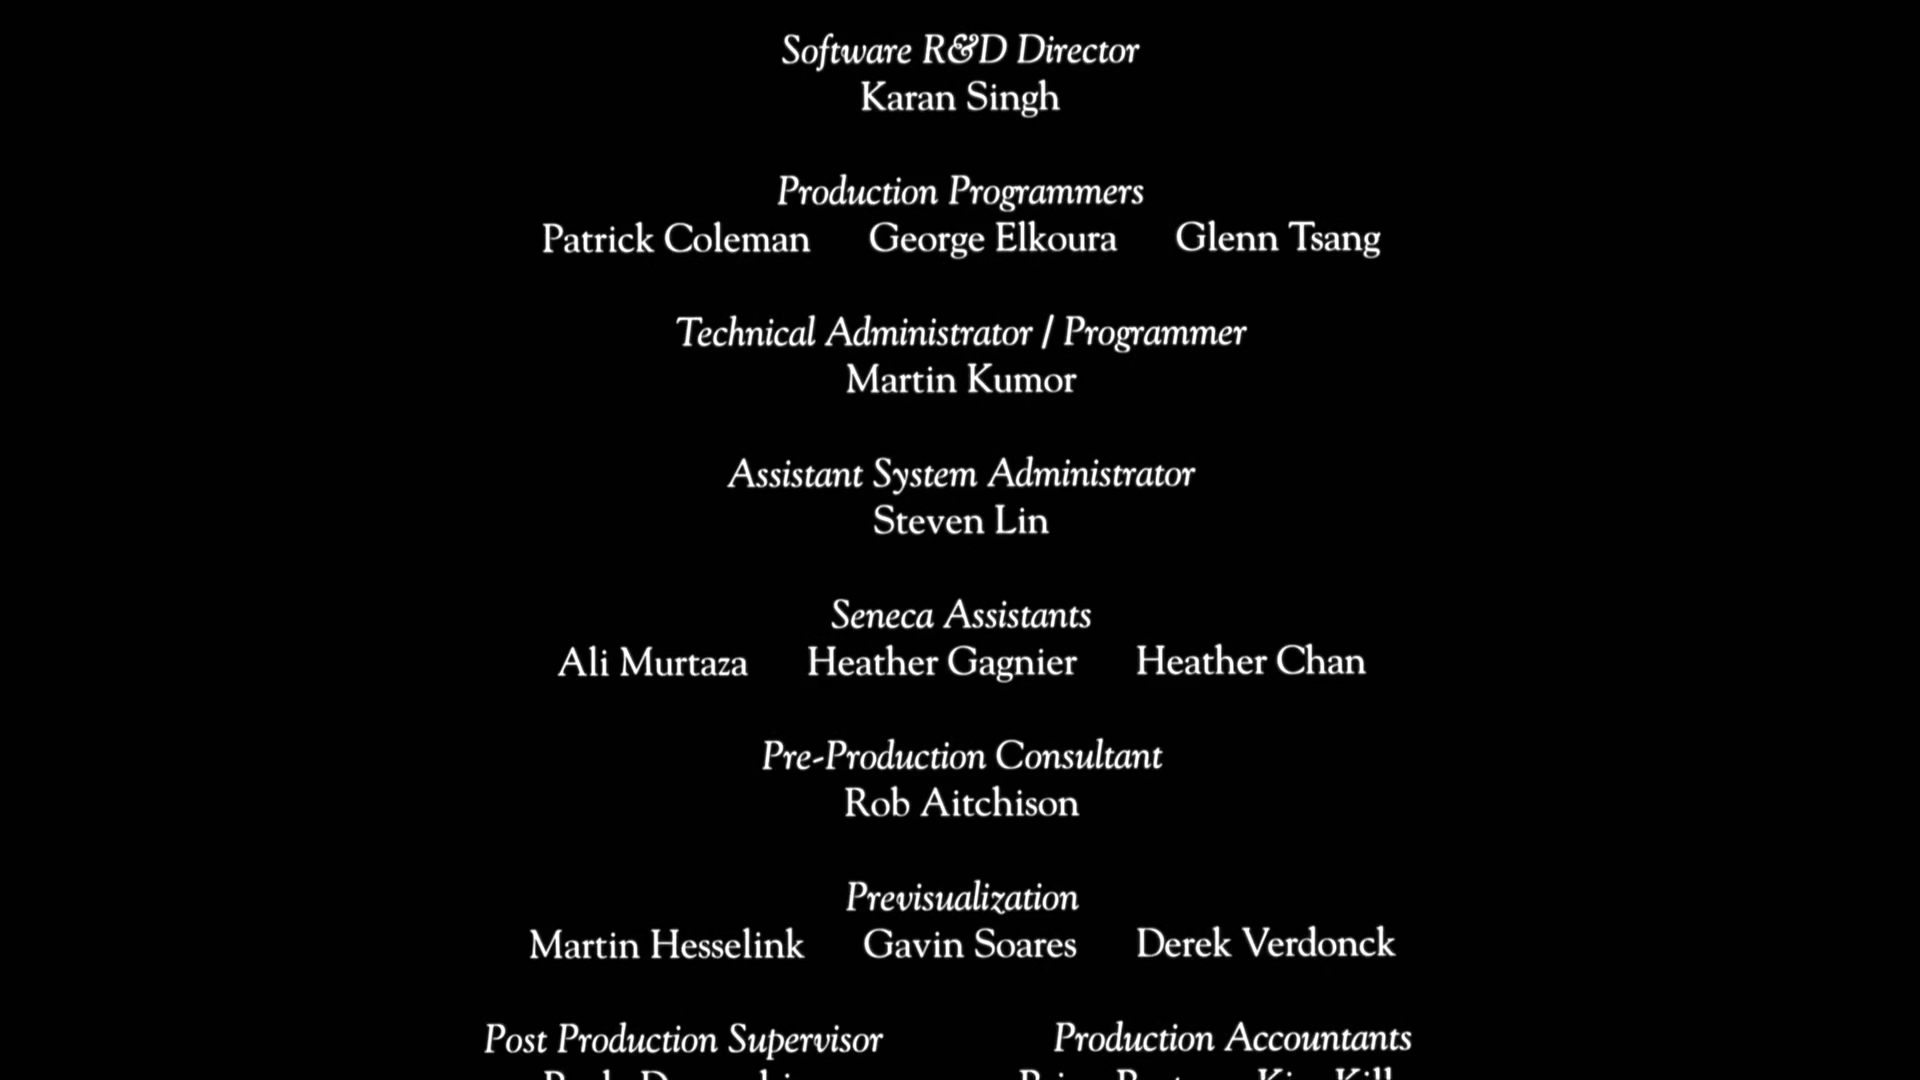 Software R&D Director
Karan Singh
Production Programmers
Patrick Coleman George Elkoura Glenn Tsang
Technical Administrator / Programmer
Martin Kumor
Assistant System Administrator
Steven Lin
Seneca Assistants
Ali Murtaza Heather Gagnier Heather Chan
Pre-Production Consultant
Rob Aitchison
Previsualization
Martin Hesselink Gavin Soares Derek Verdonck
Post Production Supervisor Production Accountants